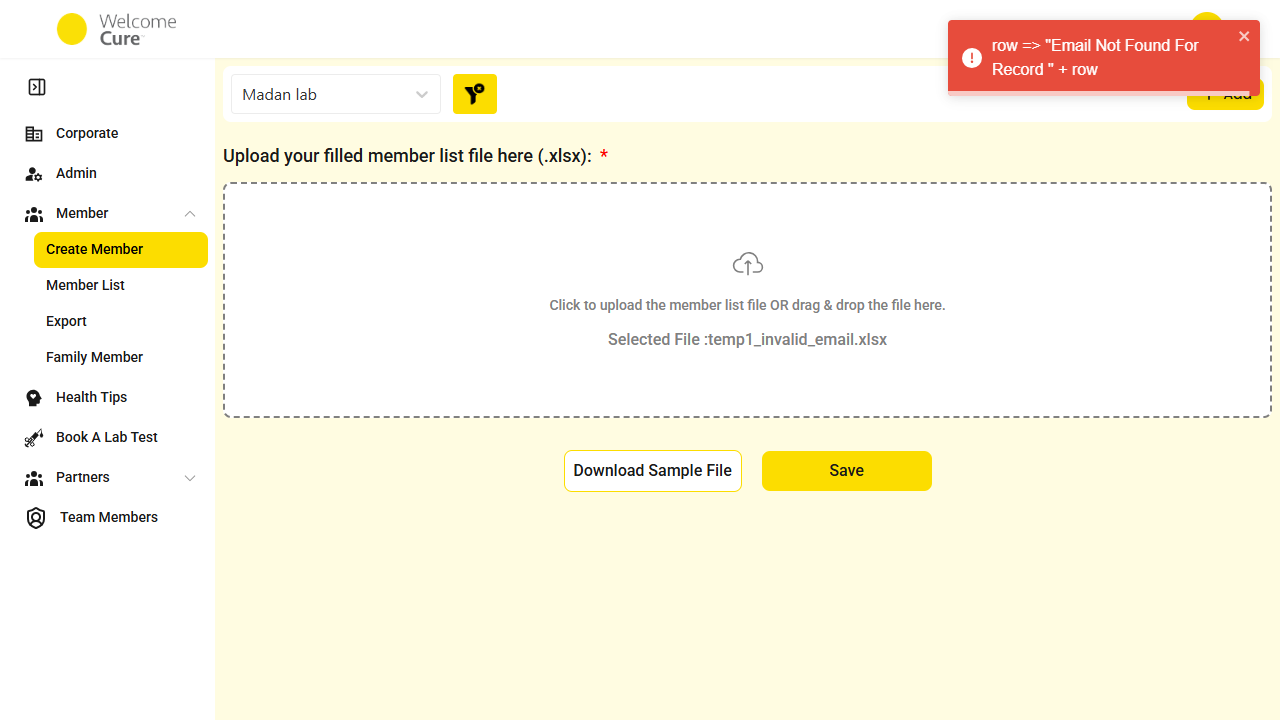 Welcome
Cure™
row => "Email Not Found For
Record " + row
Madan lab
Add
Corporate
Admin
Member
Create Member
Member List
Export
Family Member
Health Tips
Book A Lab Test
Partners
Team Members
Upload your filled member list file here (.xlsx): *
Click to upload the member list file OR drag & drop the file here.
Selected File :temp1_invalid_email.xlsx
Download Sample File
Save